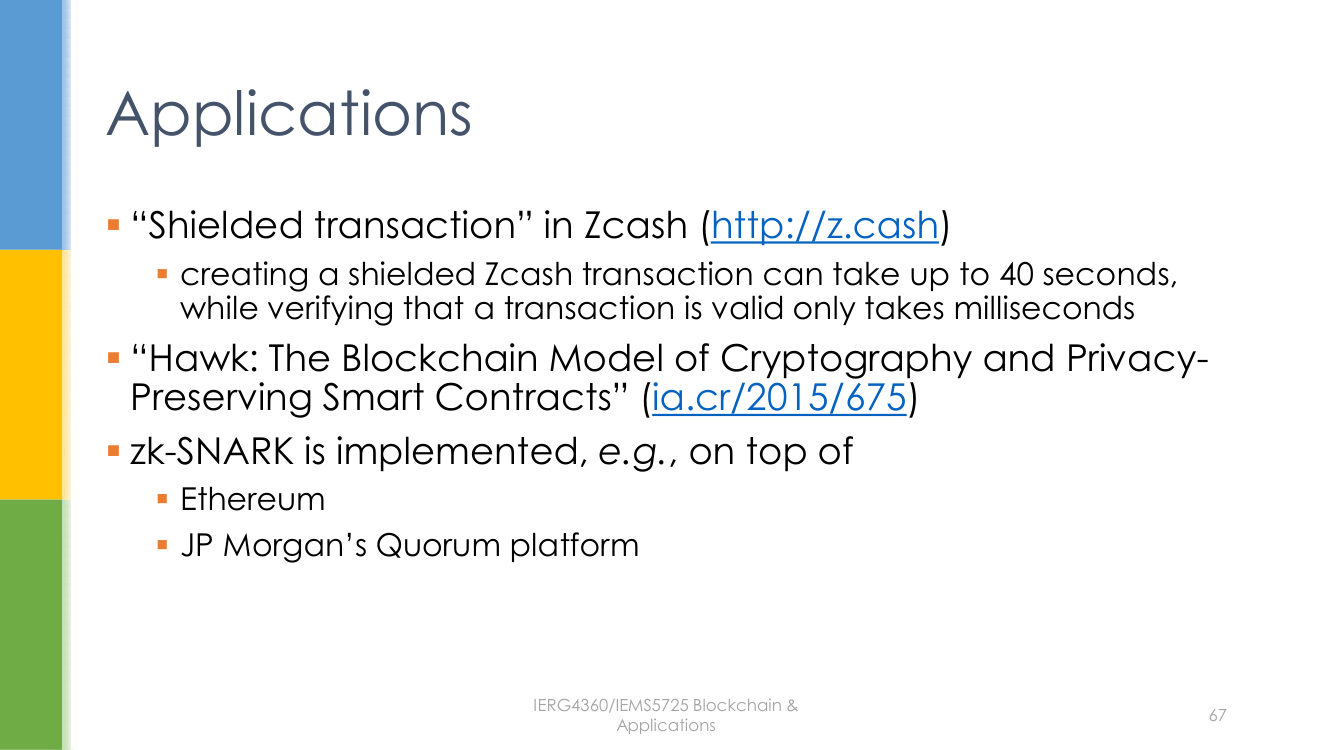 Applications
“Shielded transaction” in Zcash (http://z.cash)
creating a shielded Zcash transaction can take up to 40 seconds,
while verifying that a transaction is valid only takes milliseconds
“Hawk: The Blockchain Model of Cryptography and Privacy-
Preserving Smart Contracts” (ia.cr/2015/675)
zk-SNARK is implemented, e.g., on top of
Ethereum
JP Morgan’s Quorum platform
IERG4360/IEMS5725 Blockchain &
Applications
67